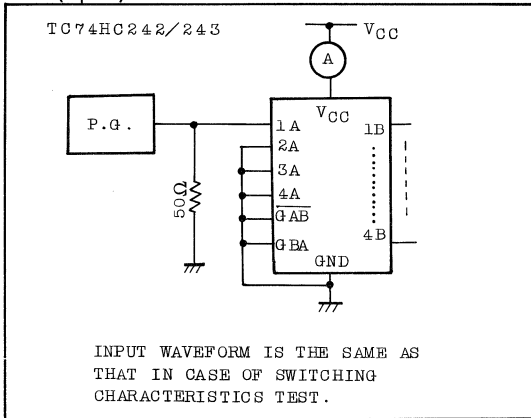 TC74HC242/243
VCC
A
P.G.
VCC
1A
1B
2A
3A
50Ω
4A
GAB
GBA
4B
GND
INPUT WAVEFORM IS THE SAME AS
THAT IN CASE OF SWITCHING
CHARACTERISTICS TEST.